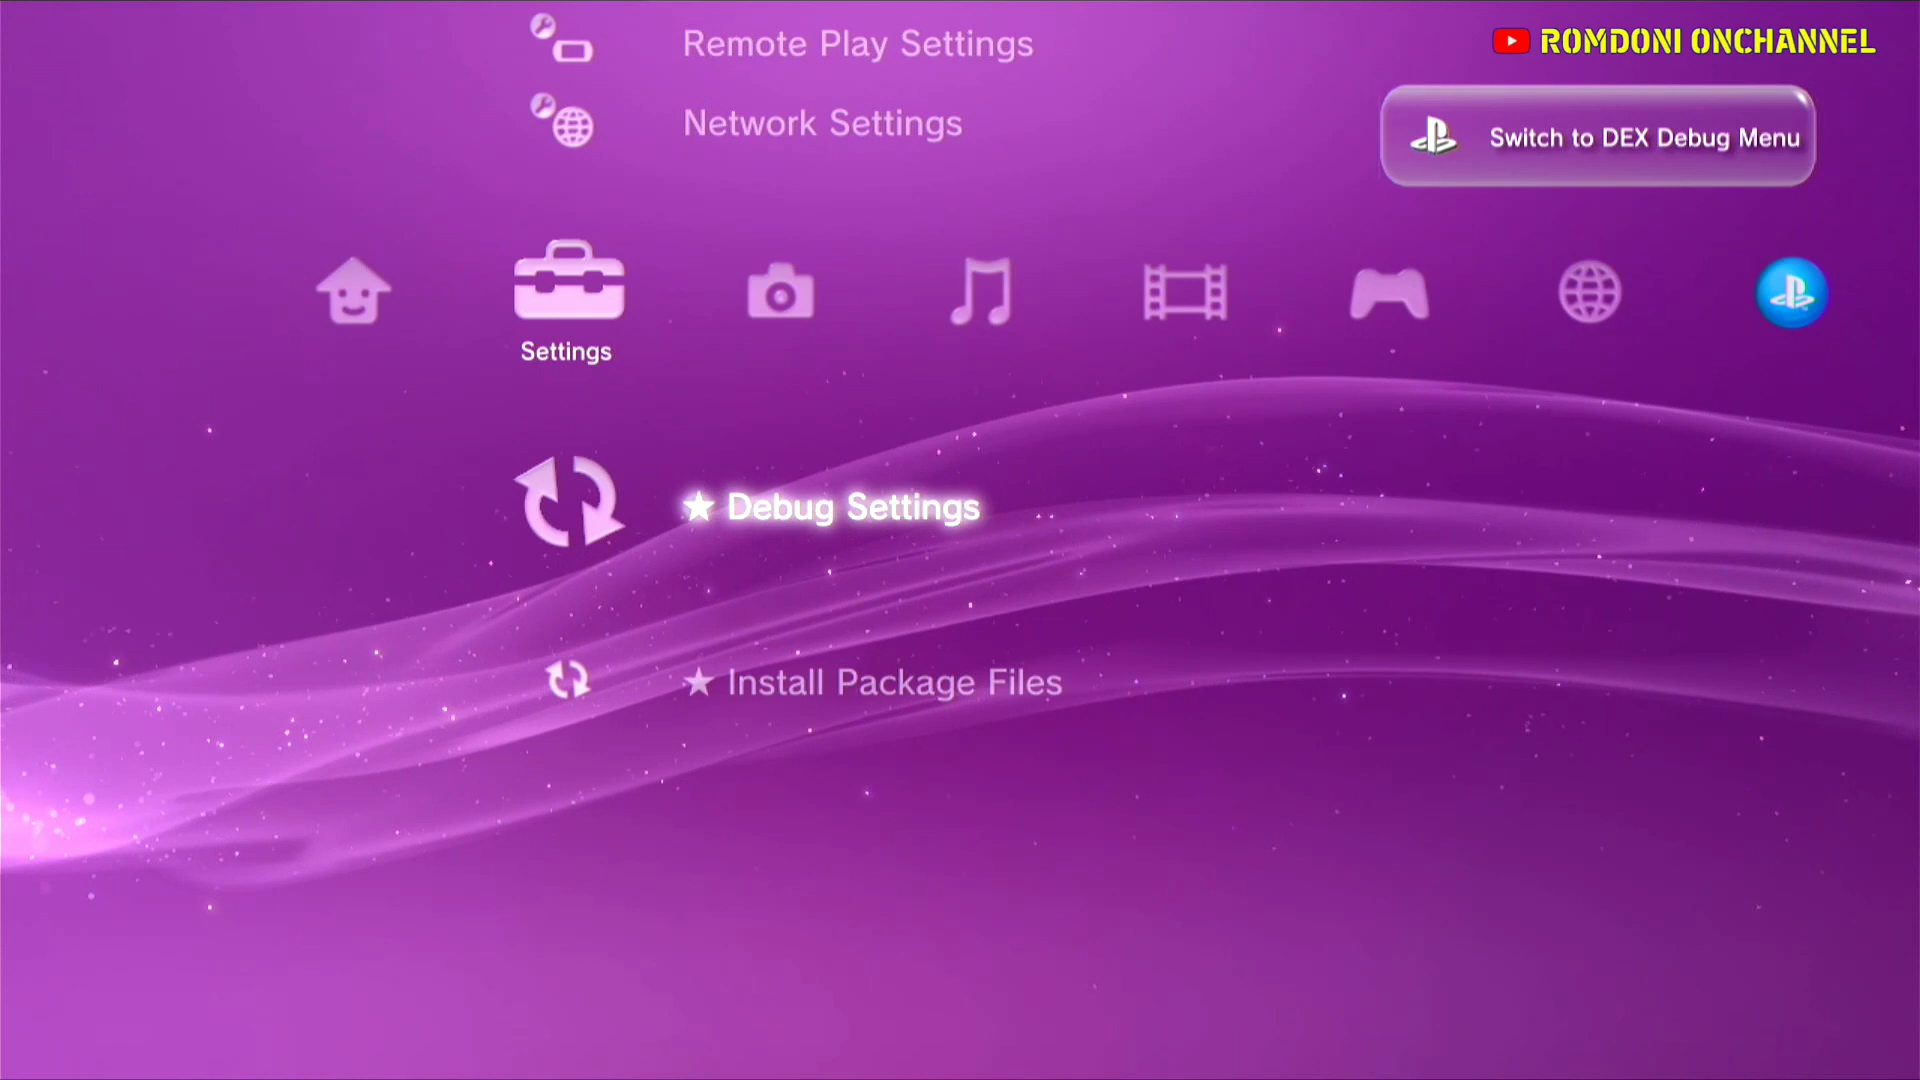 Remote Play Settings
ROMDONI ONCHANNEL
Network Settings
Switch to DEX Debug Menu
Settings
★ Debug Settings
★ Install Package Files